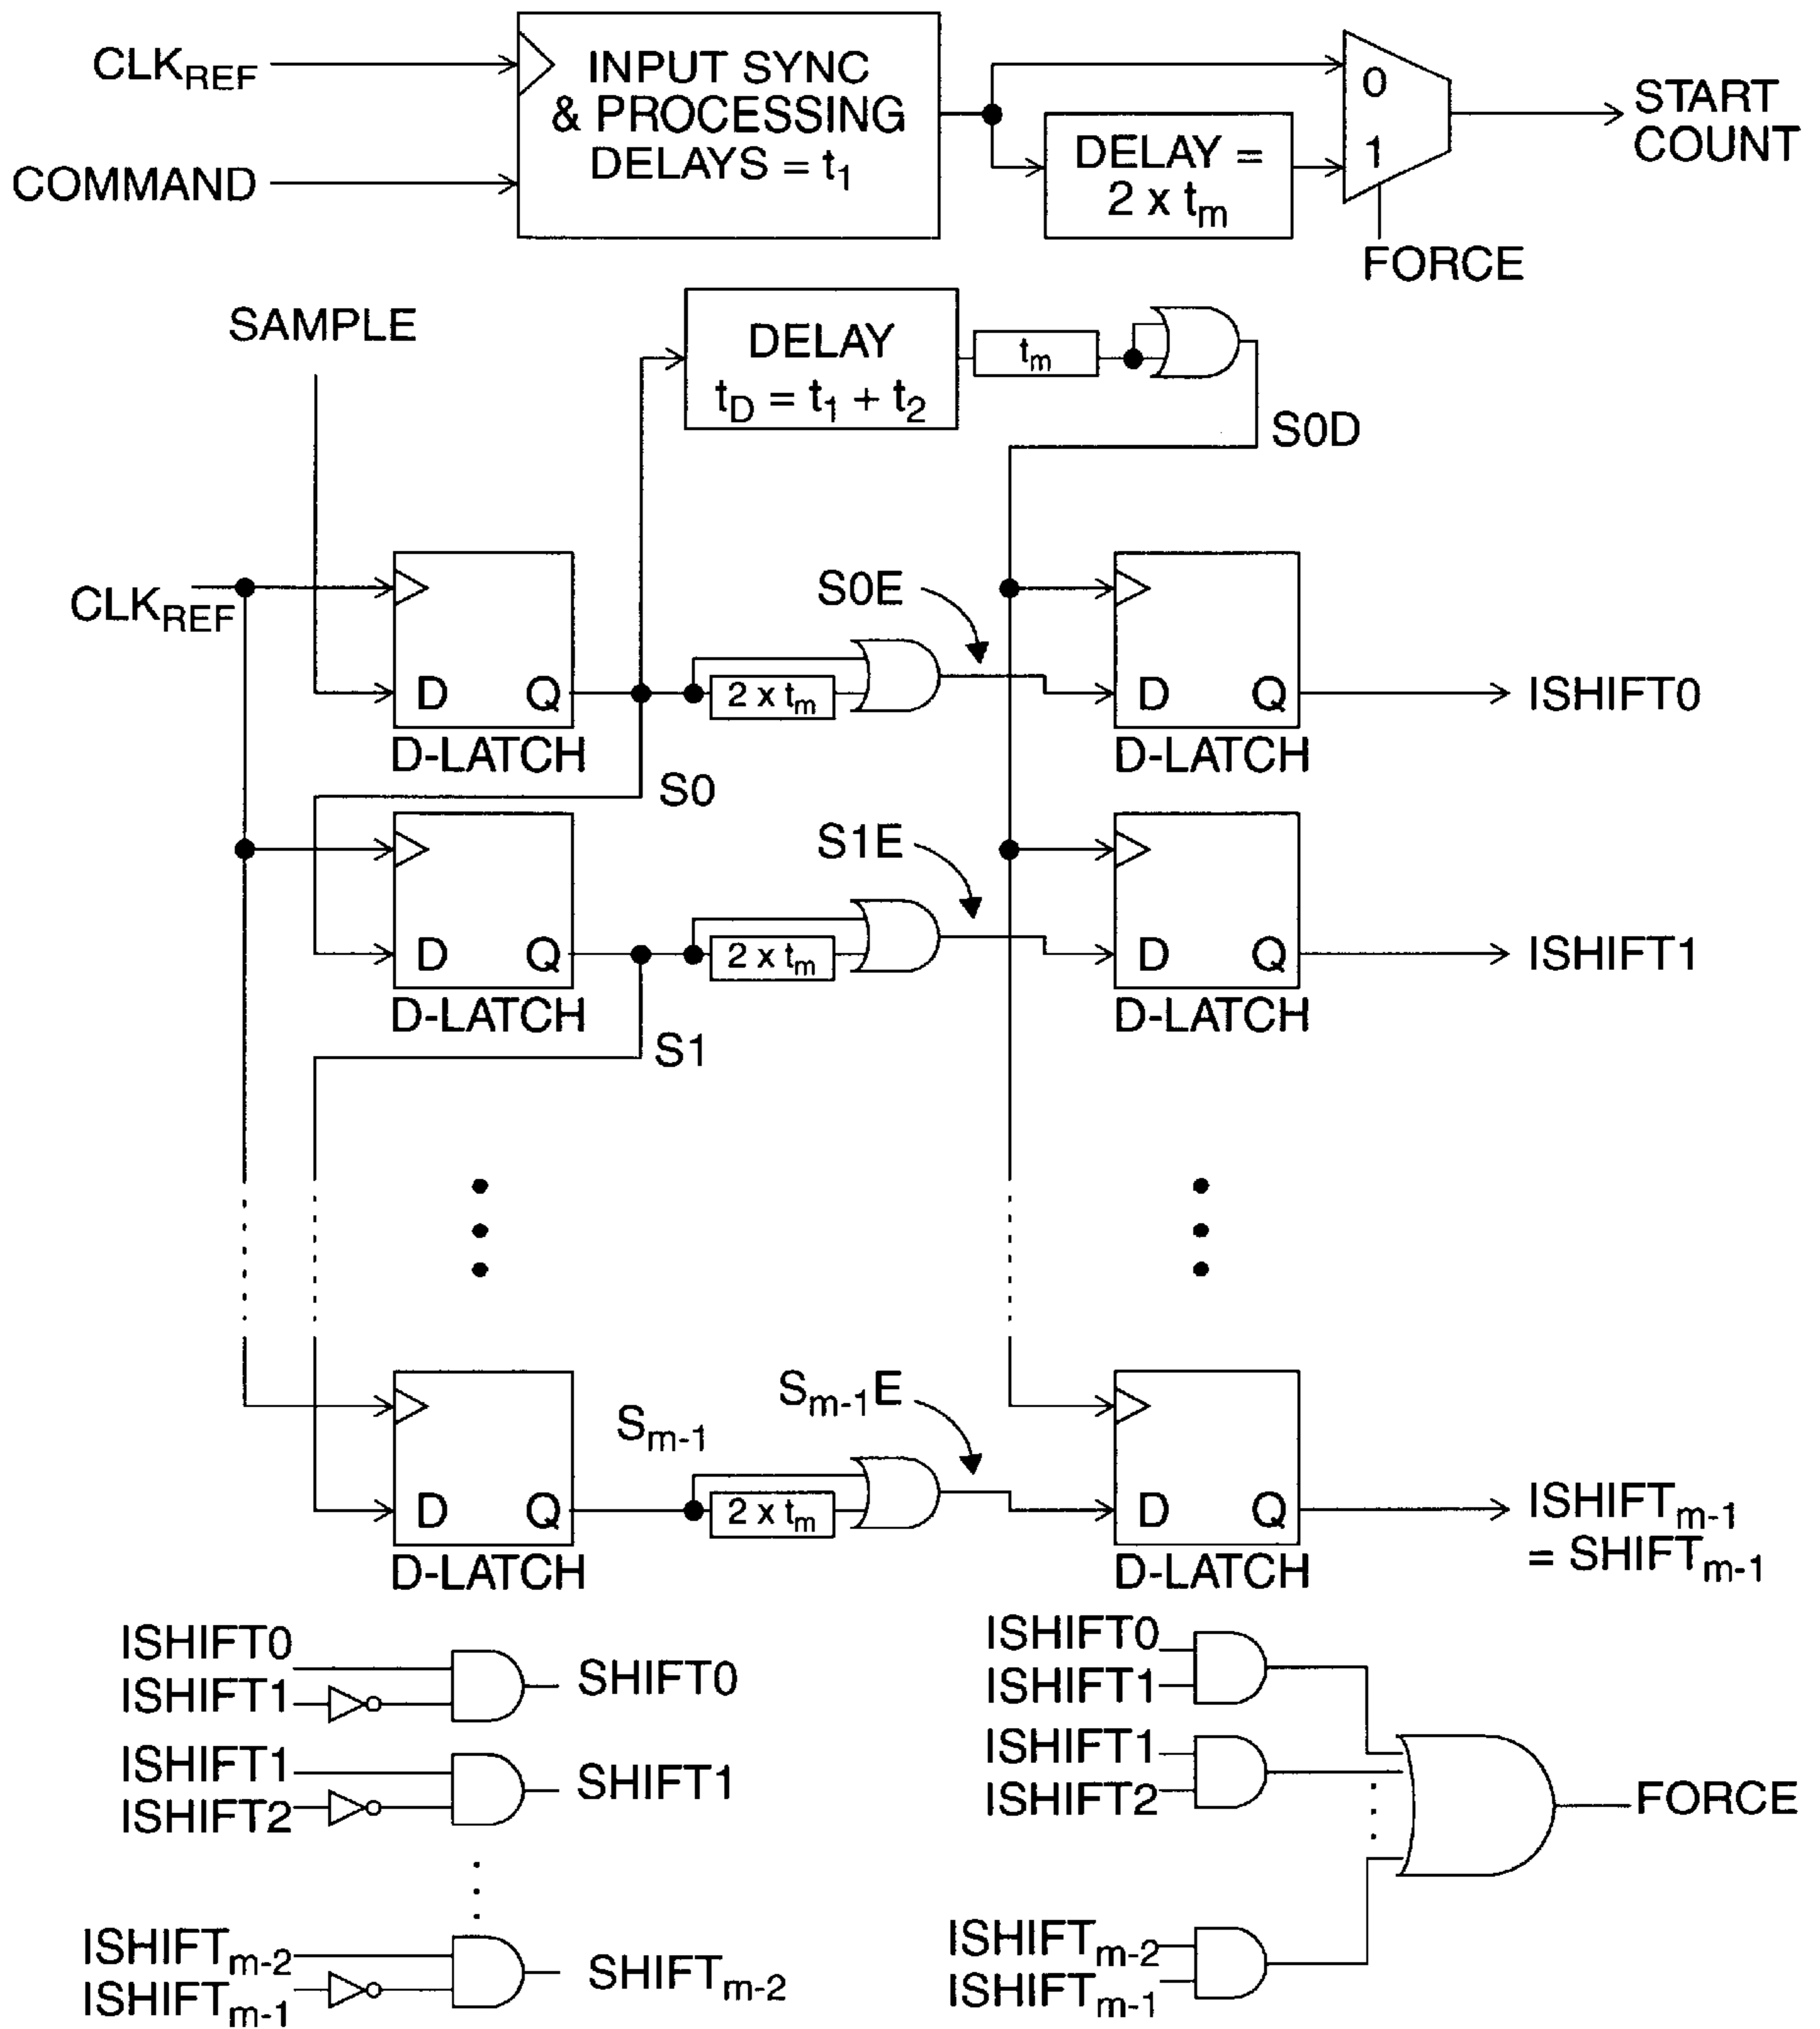 CLK_REF
COMMAND
INPUT SYNC
& PROCESSING
DELAYS = t₁
DELAY =
2 x tₘ
0
1
FORCE
START
COUNT
SAMPLE
DELAY
t_D = t₁ + t₂
tₘ
S0D
CLK_REF
D Q
D-LATCH
S0
2 x tₘ
S0E
D Q
D-LATCH
ISHIFT0
D Q
D-LATCH
S1
2 x tₘ
S1E
D Q
D-LATCH
ISHIFT1
D Q
D-LATCH
Sₘ₋₁
2 x tₘ
Sₘ₋₁E
D Q
D-LATCH
ISHIFTₘ₋₁
= SHIFTₘ₋₁
ISHIFT0
ISHIFT1
SHIFT0
ISHIFT1
ISHIFT2
SHIFT1
ISHIFTₘ₋₂
ISHIFTₘ₋₁
SHIFTₘ₋₂
ISHIFT0
ISHIFT1
ISHIFT1
ISHIFT2
ISHIFTₘ₋₂
ISHIFTₘ₋₁
FORCE